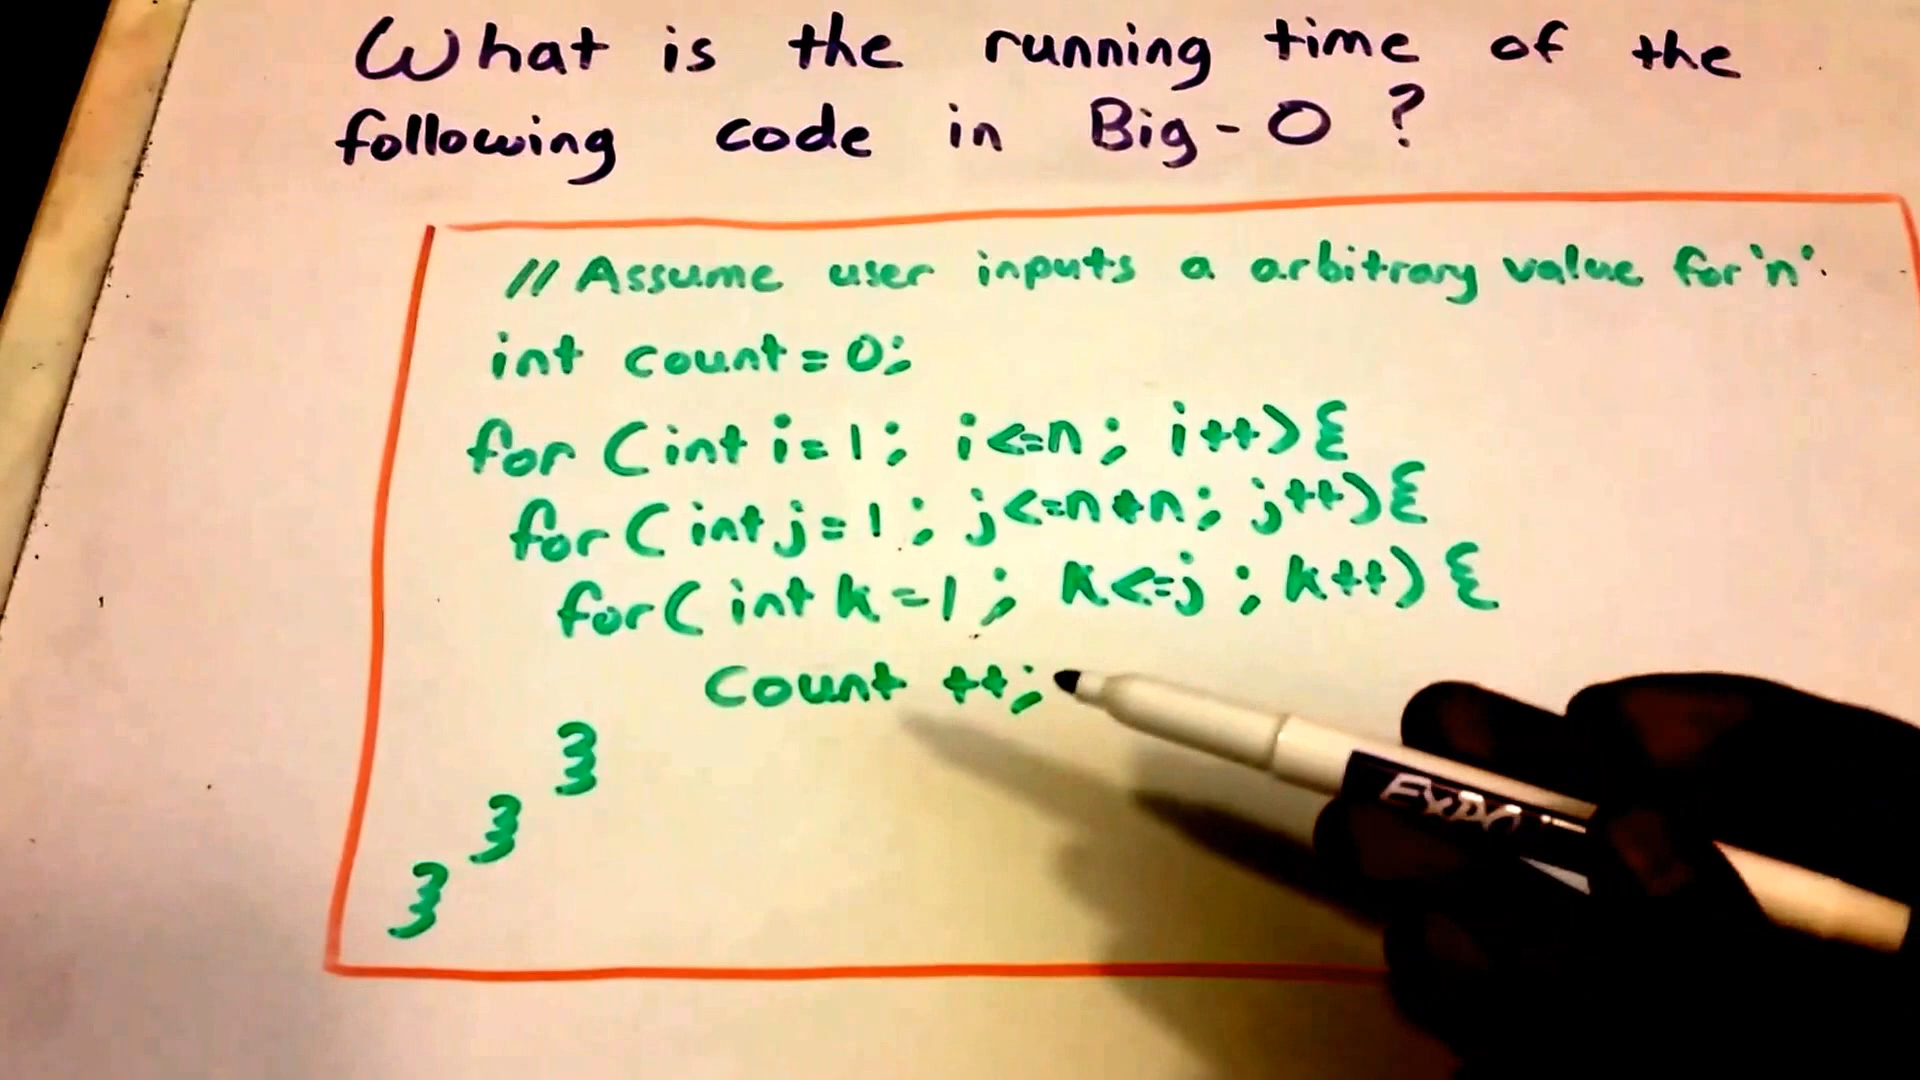 What is the running time of the
following code in Big-O?
// Assume user inputs a arbitrary value for 'n'.
int count = 0;
for (int i=1; i<=n; i++){
for (int j=1; j<=n*n; j++){
for (int k=1; k<=j; k++){
Count ++;
}
}
}
EXPO